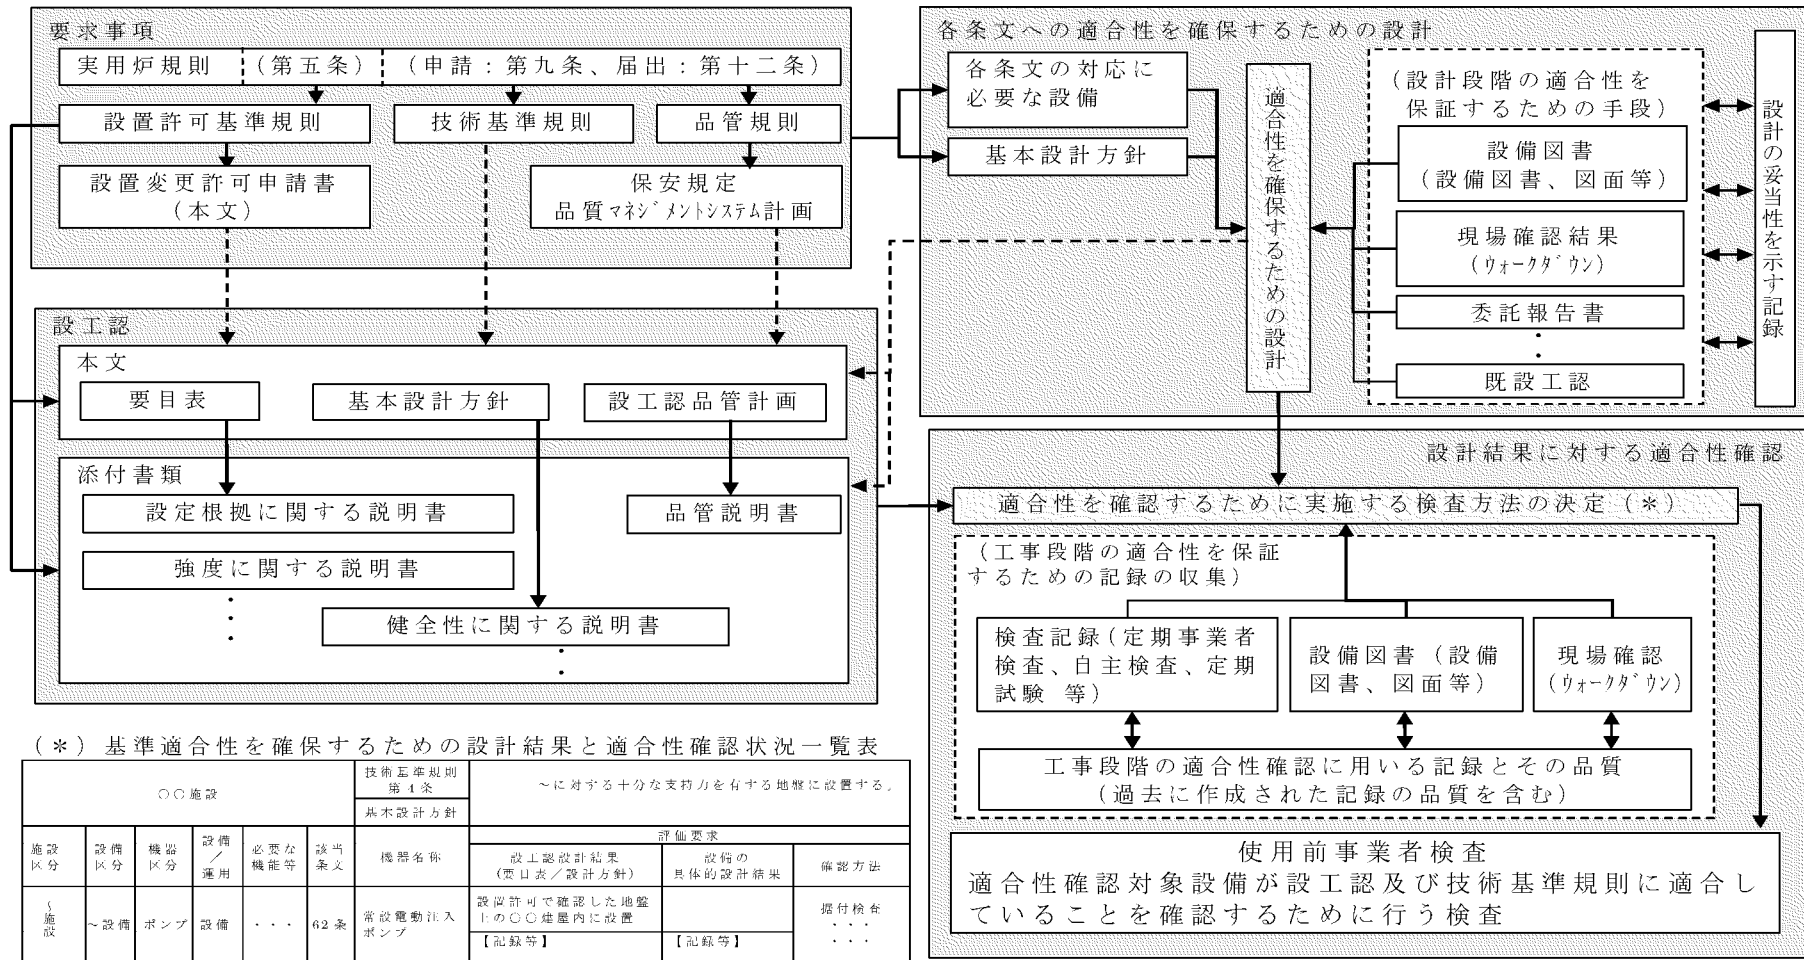 要求事項
実用炉規則
(第五条)
(申請：第九条、届出：第十二条)
設置許可基準規則
技術基準規則
品管規則
設置変更許可申請書
(本文)
保安規定
品質ﾏﾈｼﾞﾒﾝﾄｼｽﾃﾑ計画
設工認
本文
要目表
基本設計方針
設工認品管計画
添付書類
設定根拠に関する説明書
品管説明書
強度に関する説明書
・
・
・
健全性に関する説明書
・
・
各条文への適合性を確保するための設計
各条文の対応に
必要な設備
基本設計方針
適合性を確保するための設計
(設計段階の適合性を
保証するための手段)
設備図書
(設備図書、図面等)
現場確認結果
(ｳｫｰｸﾀﾞｳﾝ)
委託報告書
・
・
既設工認
設計の妥当性を示す記録
設計結果に対する適合性確認
適合性を確認するために実施する検査方法の決定(＊)
(工事段階の適合性を保証
するための記録の収集)
検査記録(定期事業者
検査、自主検査、定期
試験 等)
設備図書(設備
図書、図面等)
現場確認
(ｳｫｰｸﾀﾞｳﾝ)
工事段階の適合性確認に用いる記録とその品質
(過去に作成された記録の品質を含む)
使用前事業者検査
適合性確認対象設備が設工認及び技術基準規則に適合し
ていることを確認するために行う検査
(＊) 基準適合性を確保するための設計結果と適合性確認状況一覧表
○○施設
技術基準規則
第4条
～に対する十分な支持力を有する地盤に設置する。
基本設計方針
施設
区分
設備
区分
機器
区分
設備
／
運用
必要な
機能等
該当
条文
機器名称
評価要求
設工認設計結果
(要目表／設計方針)
設備の
具体的設計結果
確認方法
～施設
～設備
ポンプ
設備
・・・
62条
常設電動注入
ポンプ
設置許可で確認した地盤
上の○○建屋内に設置
【記録等】
【記録等】
据付検査
・・・
・・・